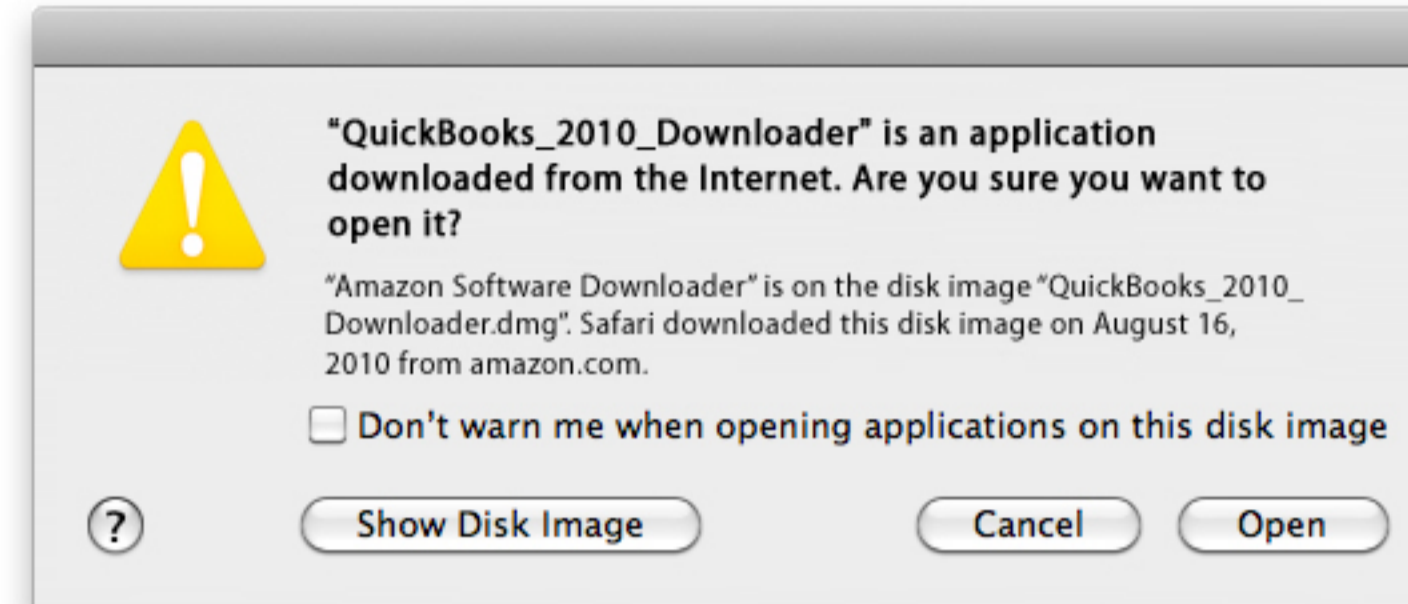 “QuickBooks_2010_Downloader” is an application
downloaded from the Internet. Are you sure you want to
open it?
“Amazon Software Downloader” is on the disk image “QuickBooks_2010_
Downloader.dmg”. Safari downloaded this disk image on August 16,
2010 from amazon.com.
Don't warn me when opening applications on this disk image
? Show Disk Image Cancel Open